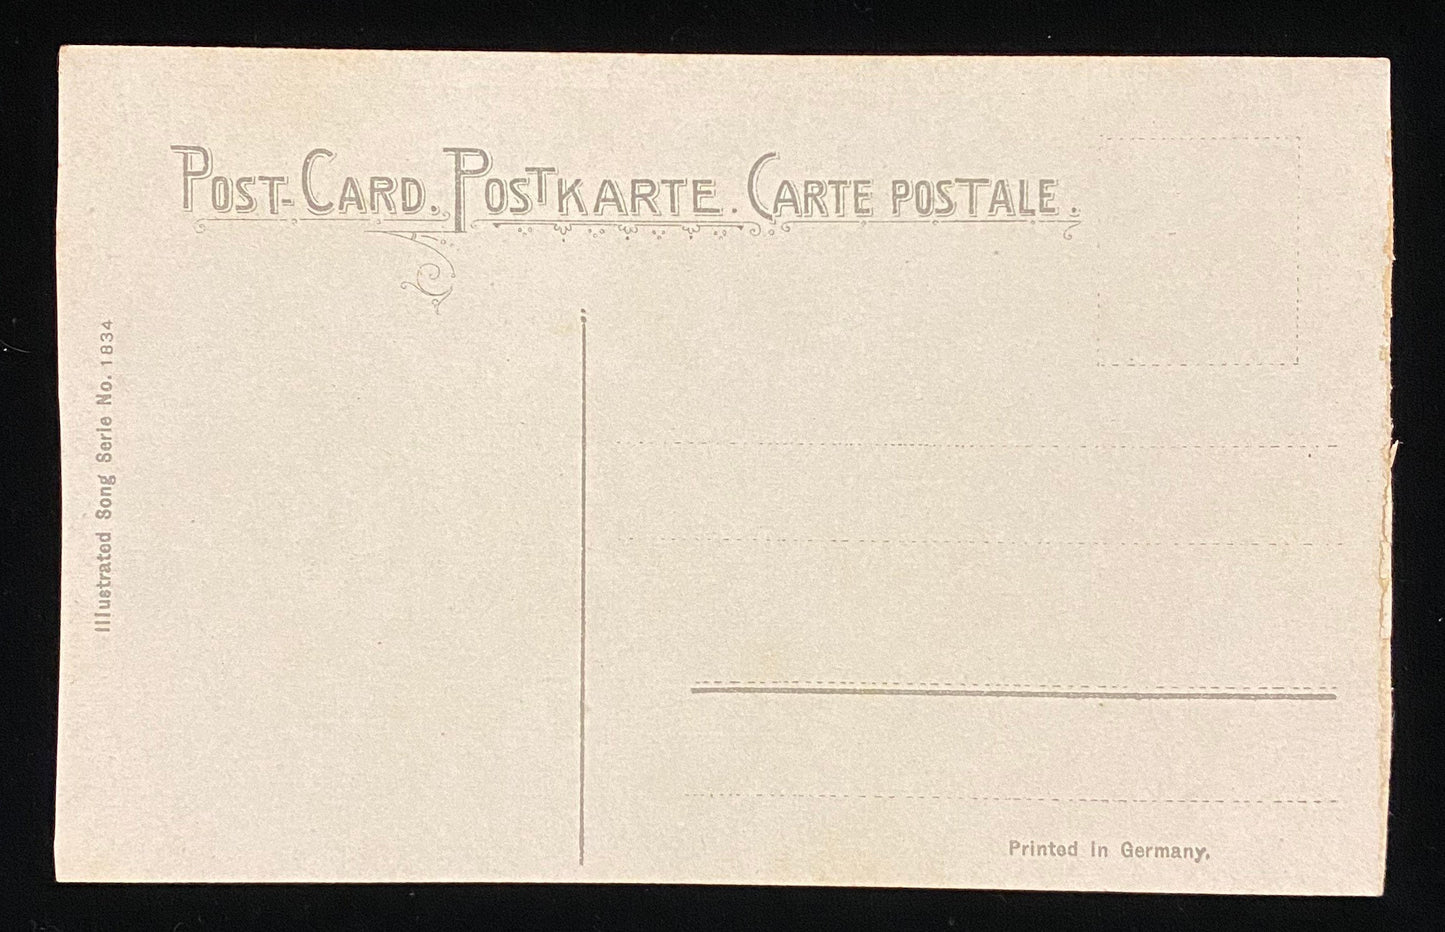 Post-Card. Postkarte. Carte postale.
Illustrated Song Serie No. 1834
Printed in Germany.